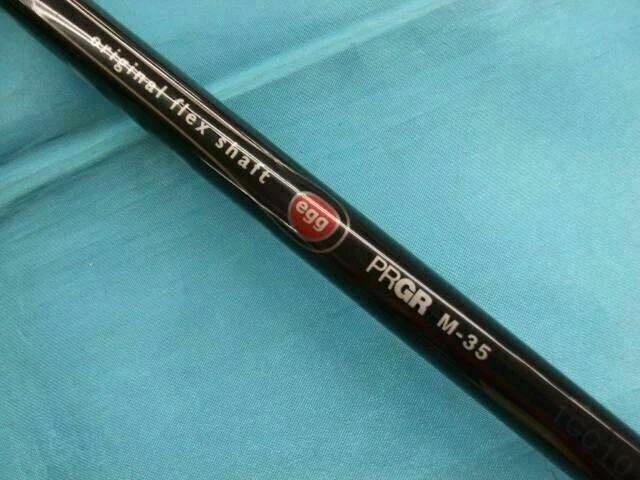 original flex shaft
egg
PRGR M-35